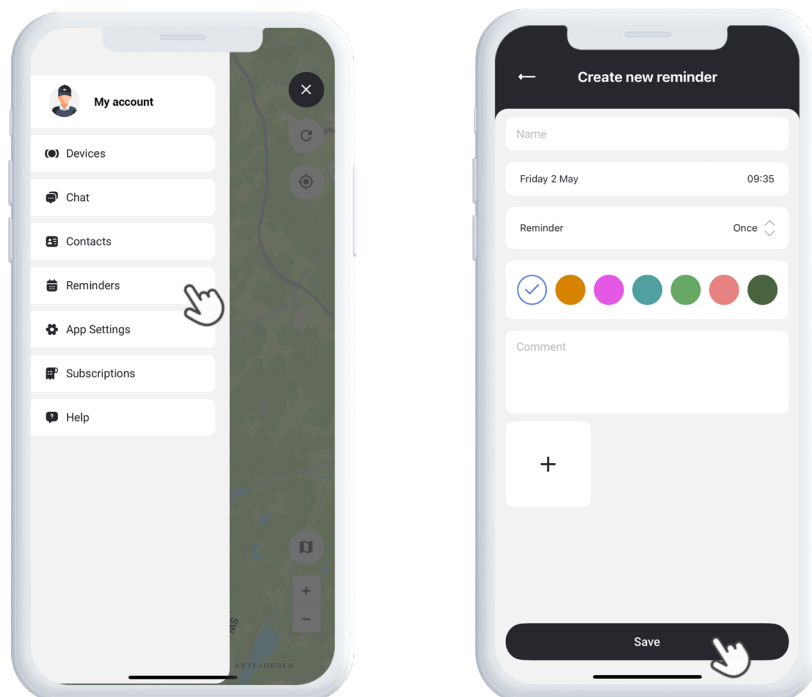 My account
Devices
Chat
Contacts
Reminders
App Settings
Subscriptions
Help
ABYFJORDEN
Create new reminder
Name
Friday 2 May 09:35
Reminder Once
Comment
Save